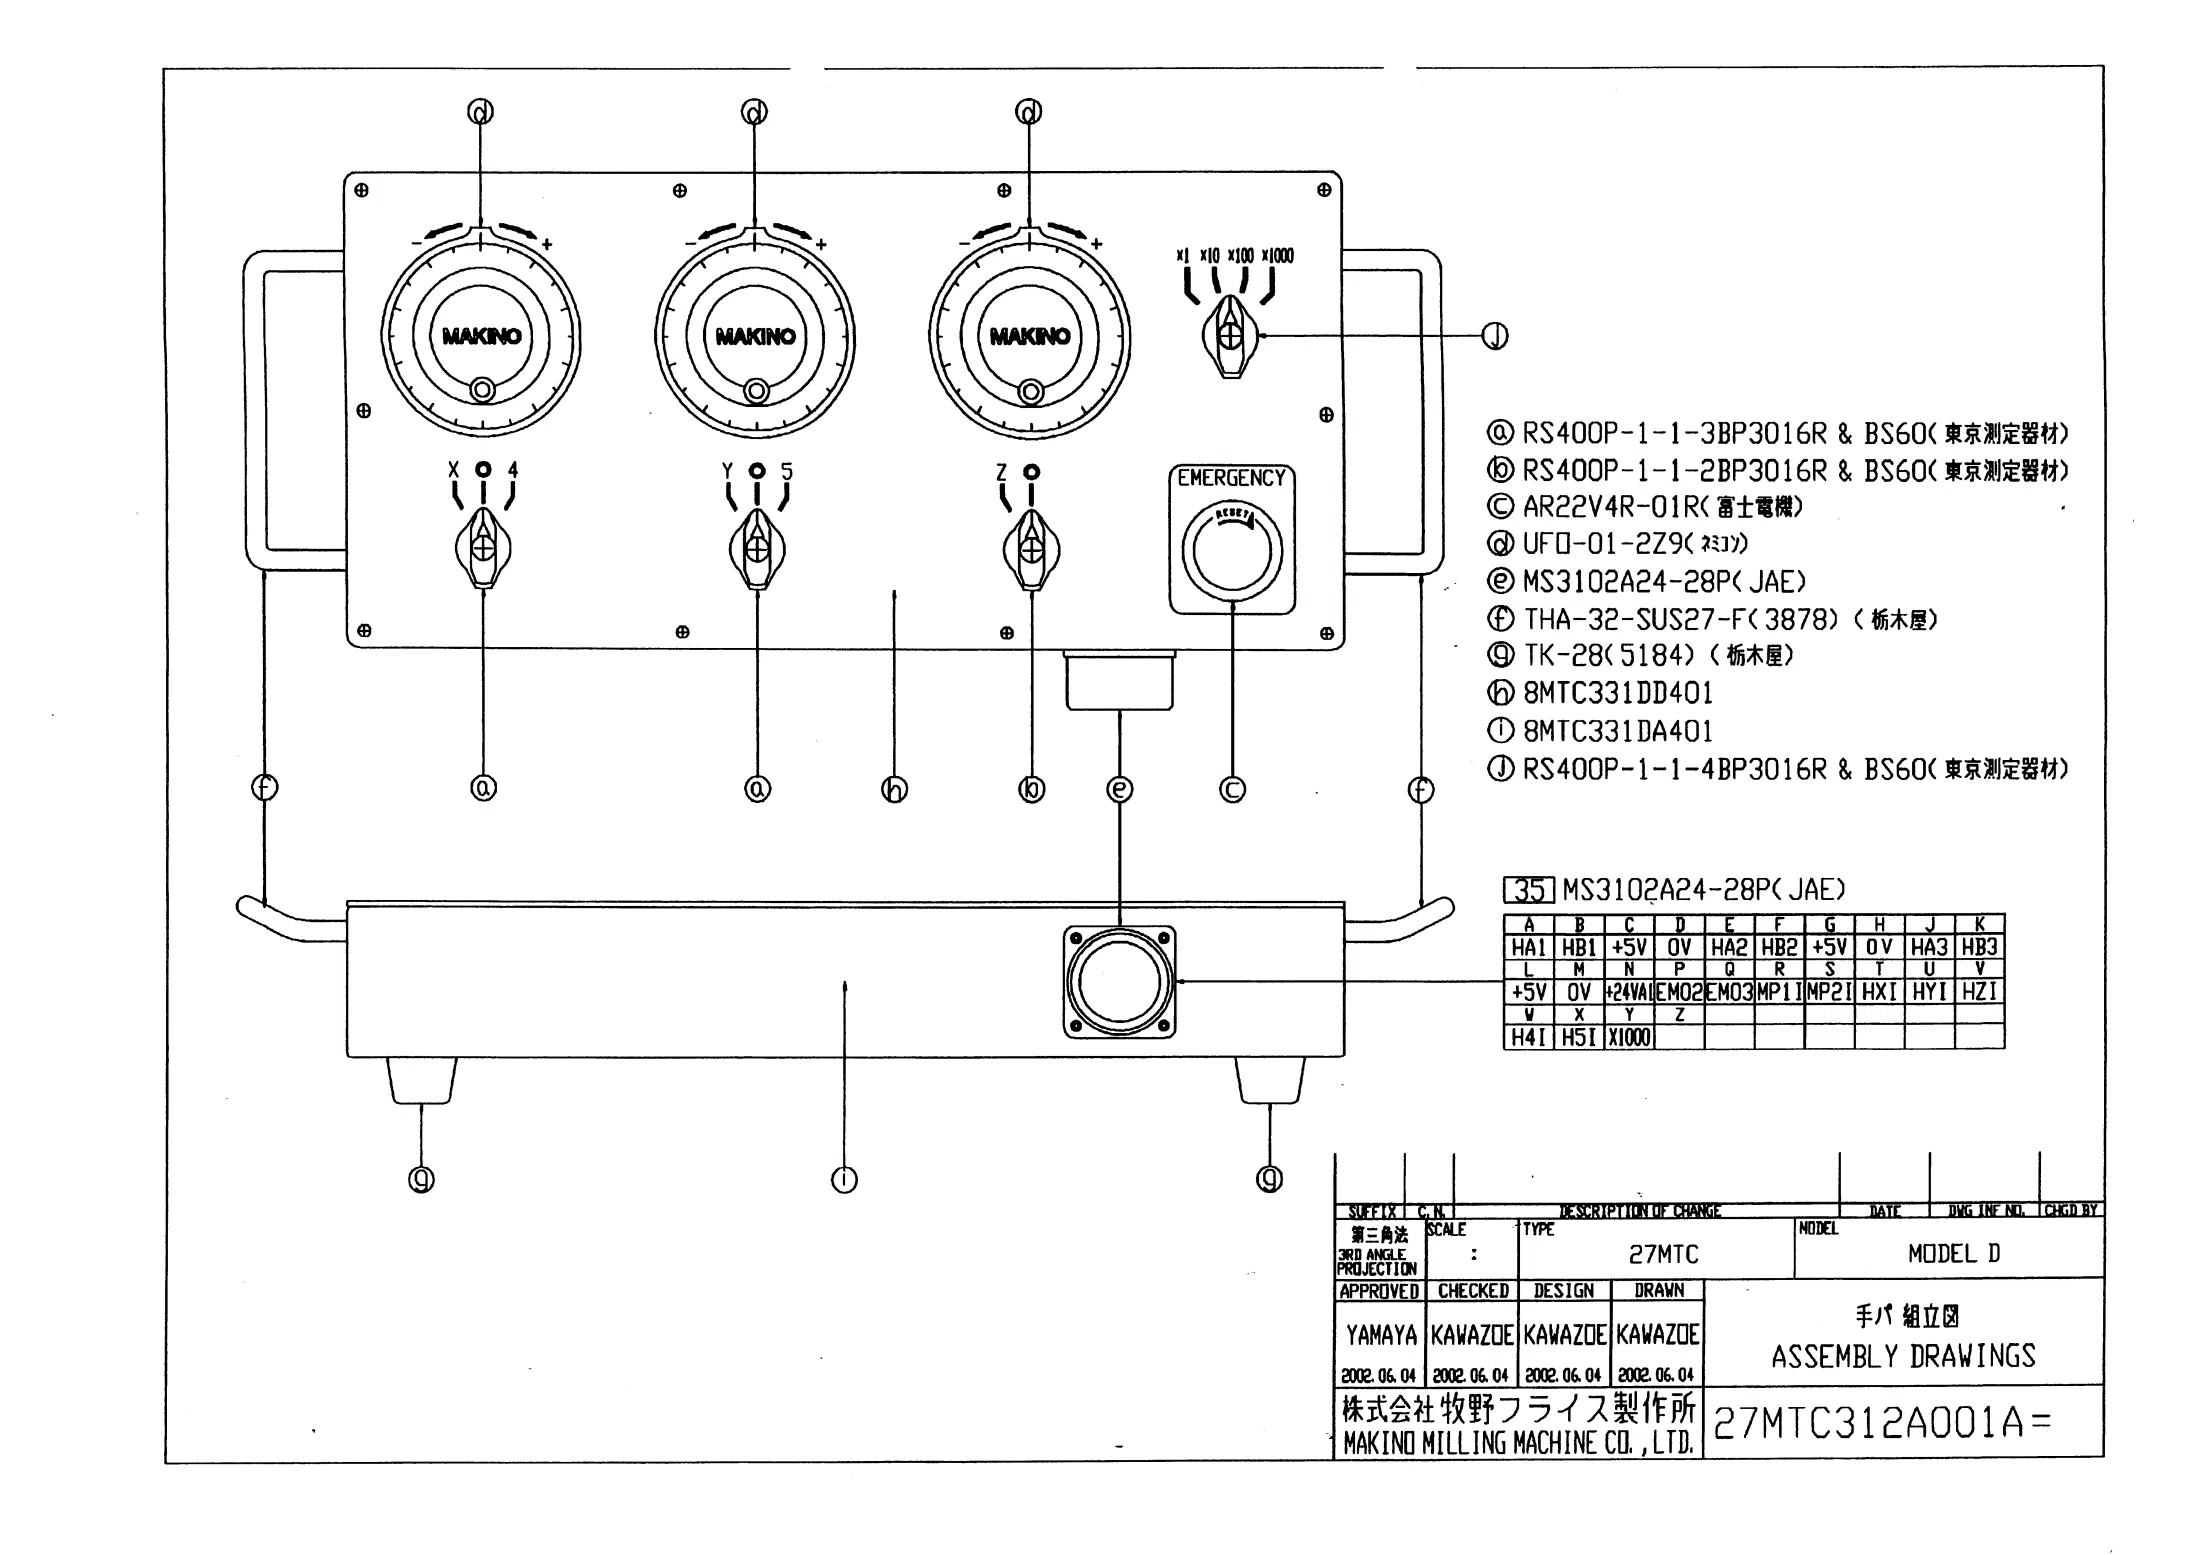 ⓓ ⓓ ⓓ
- + - + - +
×1 ×10 ×100 ×1000
MAKINO MAKINO MAKINO
ⓙ
X O 4 Y O 5 Z O
EMERGENCY
RESET
ⓕ ⓐ ⓐ ⓗ ⓑ ⓔ ⓒ ⓕ
ⓐ RS400P-1-1-3BP3016R & BS60(東京測定器材)
ⓑ RS400P-1-1-2BP3016R & BS60(東京測定器材)
ⓒ AR22V4R-01R(富士電機)
ⓓ UFO-01-2Z9(ネミコン)
ⓔ MS3102A24-28P(JAE)
ⓕ THA-32-SUS27-F(3878) (栃木屋)
ⓖ TK-28(5184) (栃木屋)
ⓗ 8MTC331DD401
ⓘ 8MTC331DA401
ⓙ RS400P-1-1-4BP3016R & BS60(東京測定器材)
35 MS3102A24-28P(JAE)
A B C D E F G H J K
HA1 HB1 +5V 0V HA2 HB2 +5V 0V HA3 HB3
L M N P Q R S T U V
+5V 0V +24VA1 EM02 EM03 MP1I MP2I HXI HYI HZI
W X Y Z
H4I H5I X1000
ⓖ ⓘ ⓖ
SUFFIX C.N. DESCRIPTION OF CHANGE DATE DWG INF NO. CHGD BY
第三角法
3RD ANGLE
PROJECTION
SCALE
:
TYPE
27MTC
MODEL
MODEL D
APPROVED CHECKED DESIGN DRAWN
YAMAYA KAWAZOE KAWAZOE KAWAZOE
2002.06.04 2002.06.04 2002.06.04 2002.06.04
手パ 組立図
ASSEMBLY DRAWINGS
株式会社牧野フライス製作所
MAKINO MILLING MACHINE CO.,LTD.
27MTC312A001A=